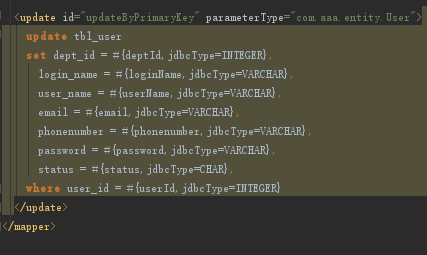 <update id="updateByPrimaryKey" parameterType="com.aaa.entity.User">
update tbl_user
set dept_id = #{deptId,jdbcType=INTEGER},
login_name = #{loginName,jdbcType=VARCHAR},
user_name = #{userName,jdbcType=VARCHAR},
email = #{email,jdbcType=VARCHAR},
phonenumber = #{phonenumber,jdbcType=VARCHAR},
password = #{password,jdbcType=VARCHAR},
status = #{status,jdbcType=CHAR},
where user_id = #{userId,jdbcType=INTEGER}
</update>
</mapper>